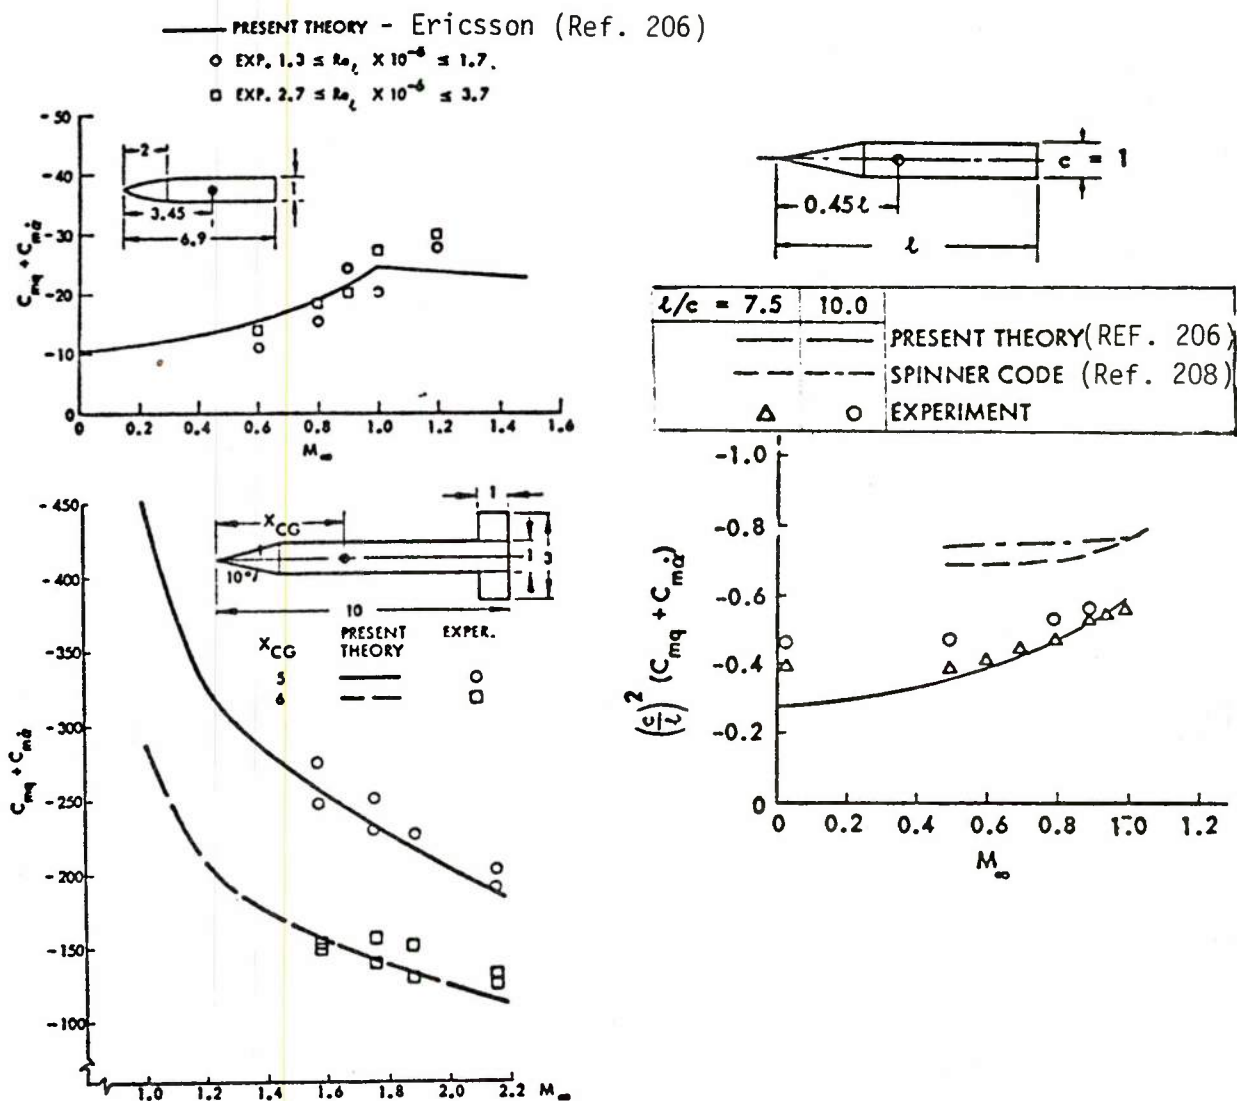 PRESENT THEORY - Ericsson (Ref. 206)
EXP. 1.3 ≤ Re_ℓ X 10^-6 ≤ 1.7.
EXP. 2.7 ≤ Re_ℓ X 10^-6 ≤ 3.7
-50
-40
-30
-20
-10
0
C_mq + C_mα̇
2
3.45
6.9
1
0 0.2 0.4 0.6 0.8 1.0 1.2 1.4 1.6
M_∞
-450
-400
-350
-300
-250
-200
-150
-100
C_mq + C_mα̇
X_CG
1
1
3
10°
10
X_CG PRESENT THEORY EXPER.
5
6
1.0 1.2 1.4 1.6 1.8 2.0 2.2 M_∞
c = 1
0.45ℓ
ℓ
ℓ/c = 7.5 10.0
PRESENT THEORY (REF. 206)
SPINNER CODE (Ref. 208)
EXPERIMENT
-1.0
-0.8
-0.6
-0.4
-0.2
0
(c/ℓ)^2 (C_mq + C_mα̇)
0 0.2 0.4 0.6 0.8 1.0 1.2
M_∞